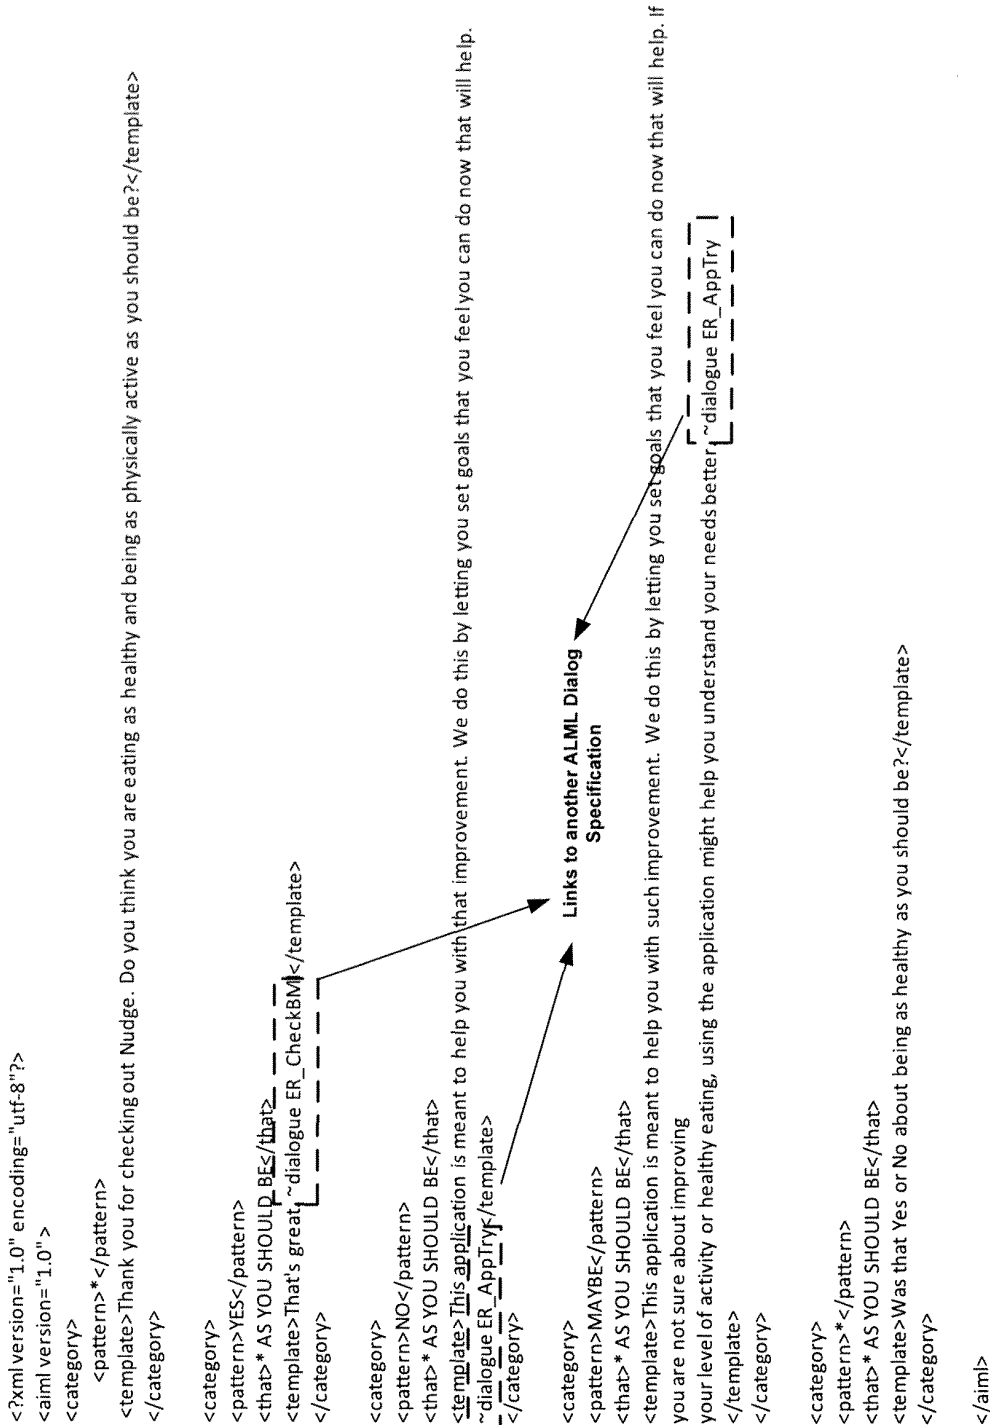 <?xml version="1.0" encoding="utf-8"?>
<aiml version="1.0" >
<category>
<pattern>*</pattern>
<template>Thank you for checking out Nudge. Do you think you are eating as healthy and being as physically active as you should be?</template>
</category>
<category>
<pattern>YES</pattern>
<that>* AS YOU SHOULD BE</that>
<template>That's great. ~dialogue ER_CheckBM</template>
</category>
<category>
<pattern>NO</pattern>
<that>* AS YOU SHOULD BE</that>
<template>This application is meant to help you with that improvement. We do this by letting you set goals that you feel you can do now that will help.
~dialogue ER_AppTry</template>
</category>
Links to another ALML Dialog
Specification
<category>
<pattern>MAYBE</pattern>
<that>* AS YOU SHOULD BE</that>
<template>This application is meant to help you with such improvement. We do this by letting you set goals that you feel you can do now that will help. If
you are not sure about improving
your level of activity or healthy eating, using the application might help you understand your needs better. ~dialogue ER_AppTry
</template>
</category>
<category>
<pattern>*</pattern>
<that>* AS YOU SHOULD BE</that>
<template>Was that Yes or No about being as healthy as you should be?</template>
</category>
</aiml>